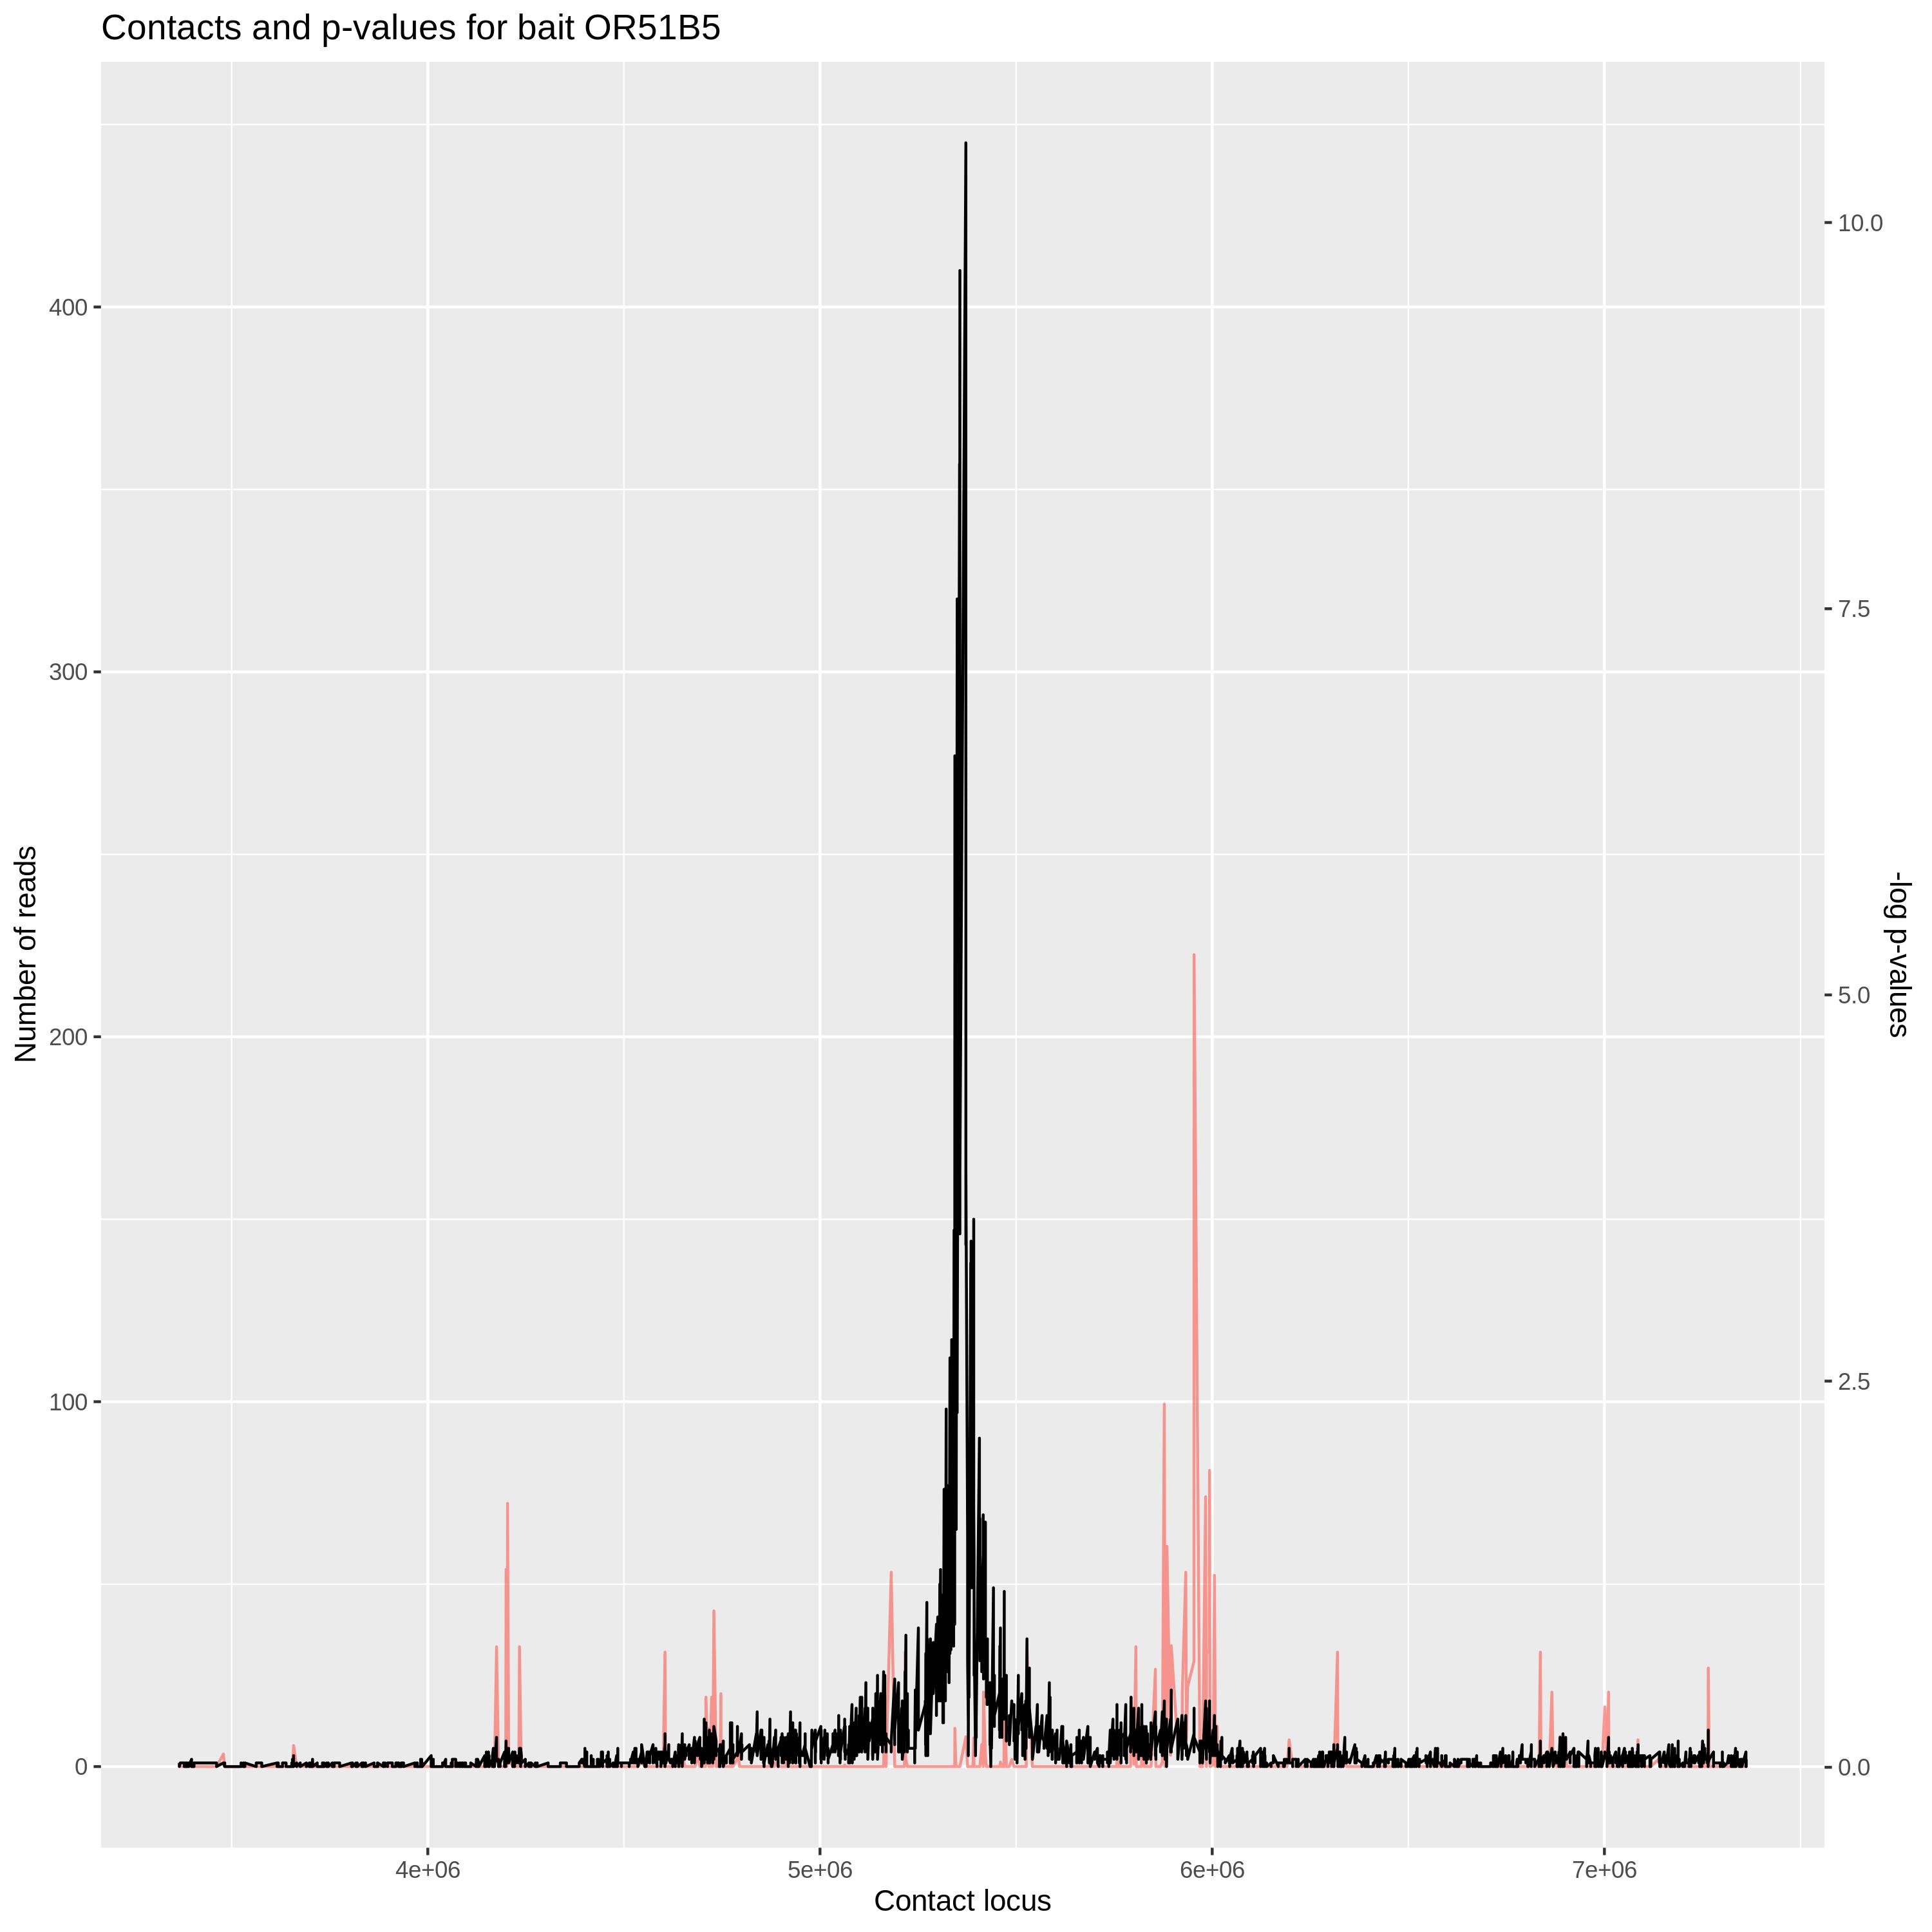 Contacts and p-values for bait OR51B5
Number of reads
400
300
200
100
0
10.0
7.5
5.0
2.5
0.0
-log p-values
4e+06 5e+06 6e+06 7e+06
Contact locus